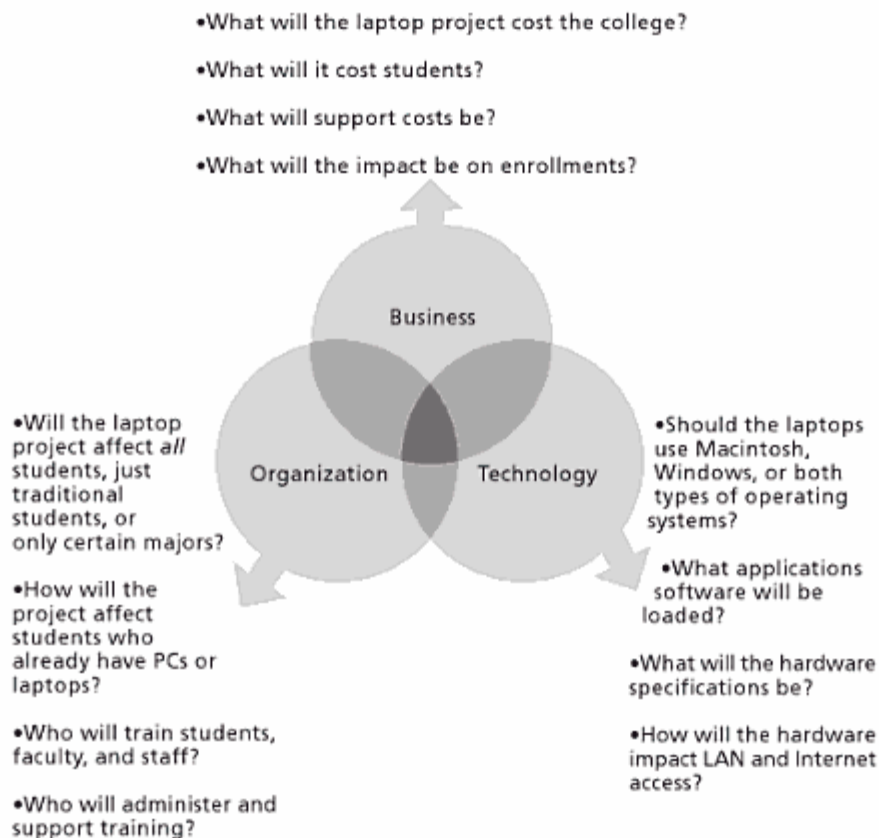 •What will the laptop project cost the college?
•What will it cost students?
•What will support costs be?
•What will the impact be on enrollments?
Business
Organization
Technology
•Will the laptop
project affect all
students, just
traditional
students, or
only certain majors?
•How will the
project affect
students who
already have PCs or
laptops?
•Who will train students,
faculty, and staff?
•Who will administer and
support training?
•Should the laptops
use Macintosh,
Windows, or both
types of operating
systems?
•What applications
software will be
loaded?
•What will the hardware
specifications be?
•How will the hardware
impact LAN and Internet
access?